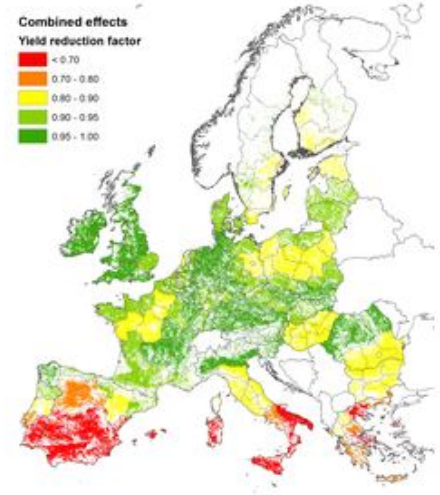 Combined effects
Yield reduction factor
< 0.70
0.70 - 0.80
0.80 - 0.90
0.90 - 0.95
0.95 - 1.00